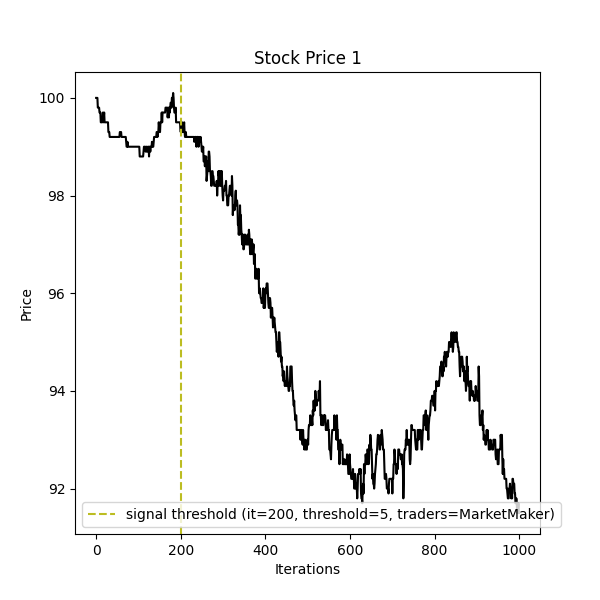 Stock Price 1
Price
100
98
96
94
92
signal threshold (it=200, threshold=5, traders=MarketMaker)
0
200
400
600
800
1000
Iterations